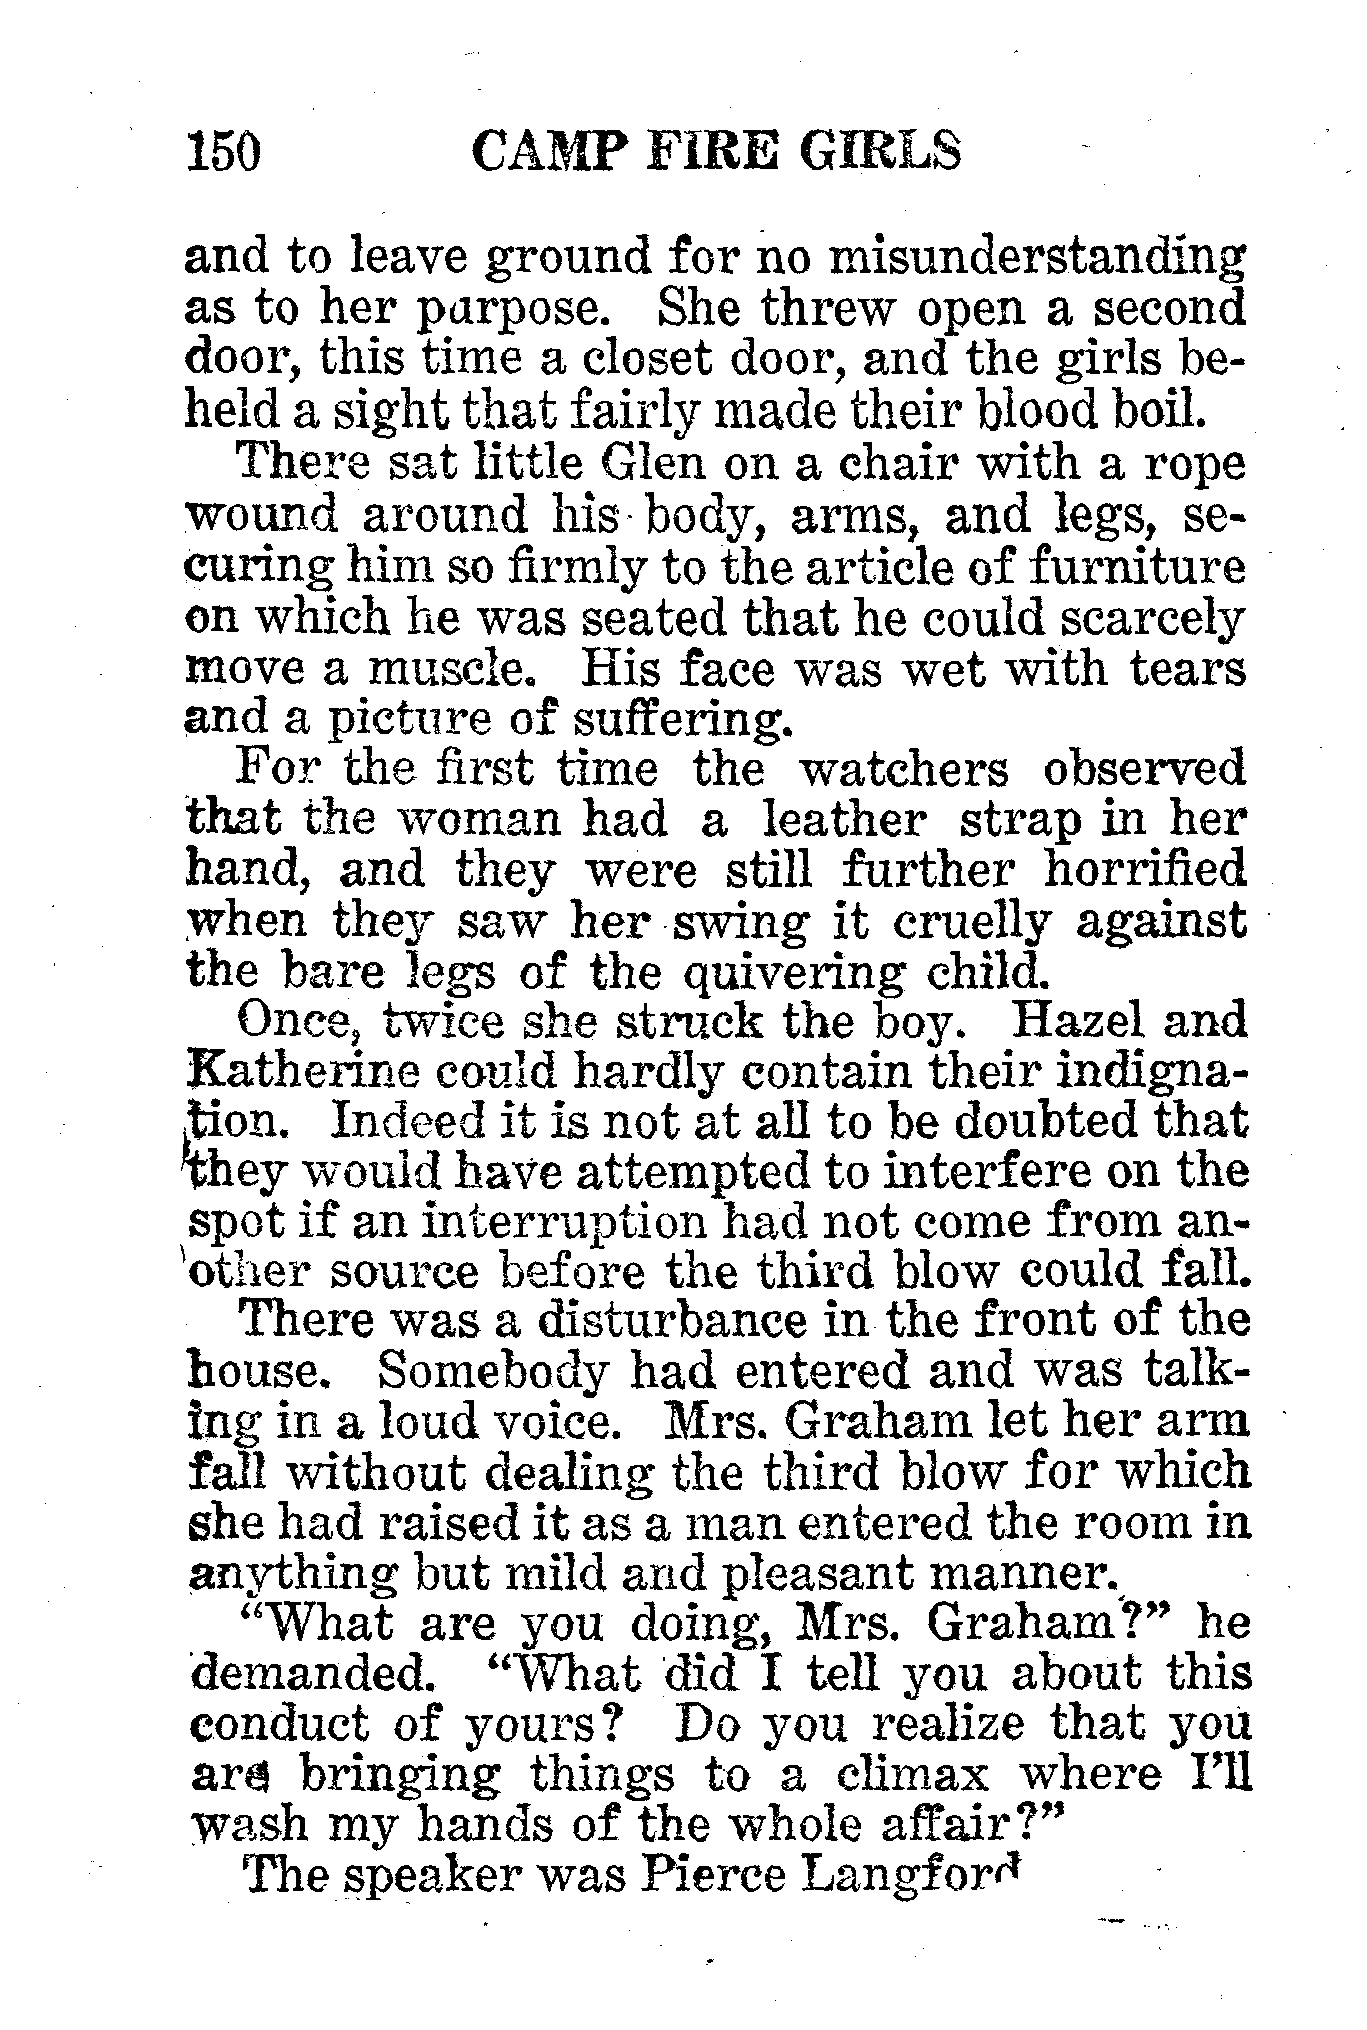 150 CAMP FIRE GIRLS
and to leave ground for no misunderstanding
as to her purpose. She threw open a second
door, this time a closet door, and the girls be-
held a sight that fairly made their blood boil.
There sat little Glen on a chair with a rope
wound around his body, arms, and legs, se-
curing him so firmly to the article of furniture
on which he was seated that he could scarcely
move a muscle. His face was wet with tears
and a picture of suffering.
For the first time the watchers observed
that the woman had a leather strap in her
hand, and they were still further horrified
when they saw her swing it cruelly against
the bare legs of the quivering child.
Once, twice she struck the boy. Hazel and
Katherine could hardly contain their indigna-
tion. Indeed it is not at all to be doubted that
they would have attempted to interfere on the
spot if an interruption had not come from an-
other source before the third blow could fall.
There was a disturbance in the front of the
house. Somebody had entered and was talk-
ing in a loud voice. Mrs. Graham let her arm
fall without dealing the third blow for which
she had raised it as a man entered the room in
anything but mild and pleasant manner.
“What are you doing, Mrs. Graham?” he
demanded. “What did I tell you about this
conduct of yours? Do you realize that you
are bringing things to a climax where I’ll
wash my hands of the whole affair?”
The speaker was Pierce Langford